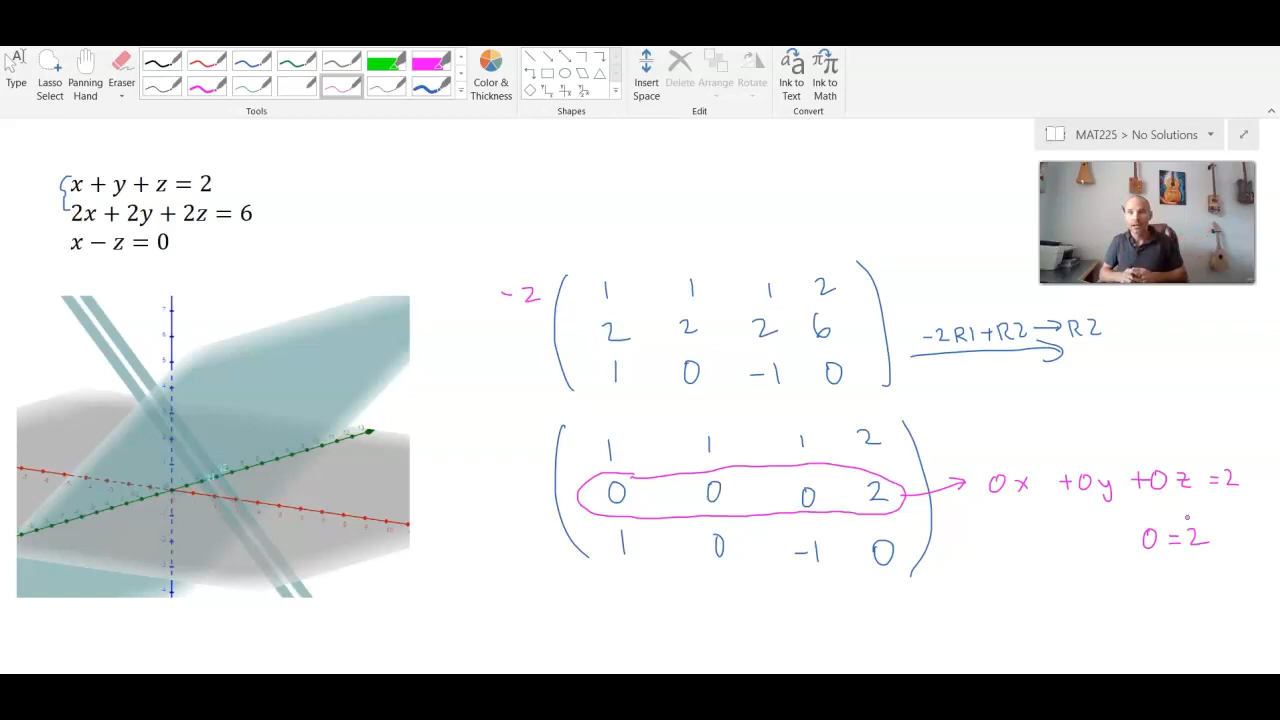 Type
Lasso Select
Panning Hand
Eraser
Color & Thickness
Insert Space
Delete
Arrange
Rotate
Ink to Text
Ink to Math
Tools
Shapes
Edit
Convert
MAT225 > No Solutions
x + y + z = 2
2x + 2y + 2z = 6
x − z = 0
-2
1 1 1 2
2 2 2 6
1 0 -1 0
-2R1+R2→R2
1 1 1 2
0 0 0 2
1 0 -1 0
0x +0y +0z =2
0 = 2